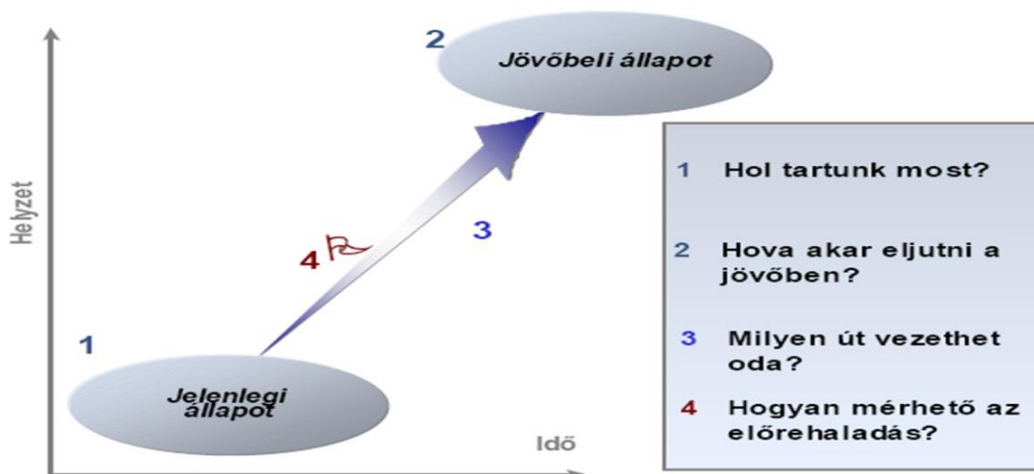 2 Jövőbeli állapot
Helyzet
3
4
1
Jelenlegi
állapot
Idő
1 Hol tartunk most?
2 Hova akar eljutni a
jövőben?
3 Milyen út vezethet
oda?
4 Hogyan mérhető az
előrehaladás?